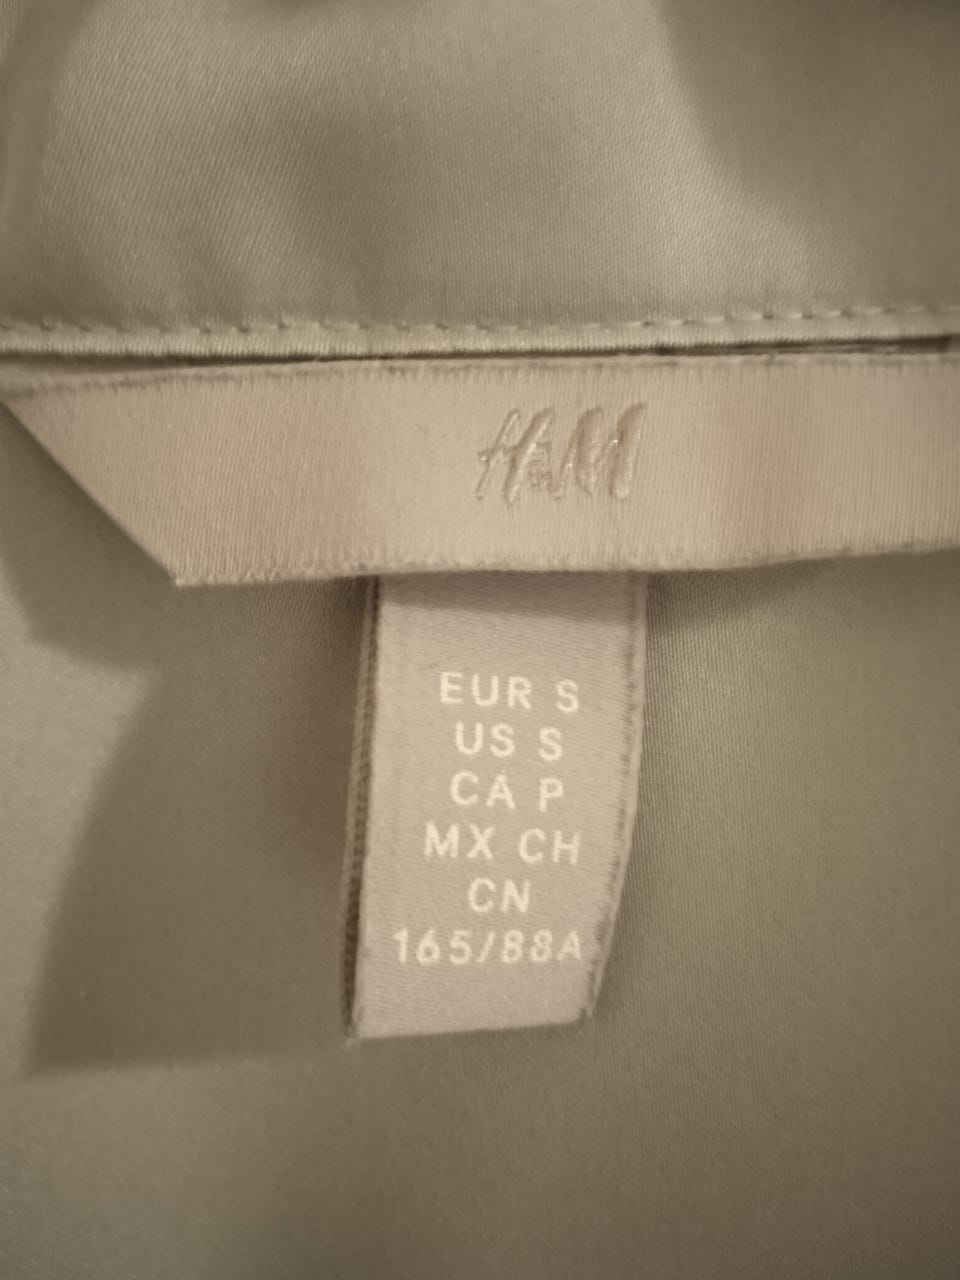 H&M
EUR S
US S
CA P
MX CH
CN
165/88A